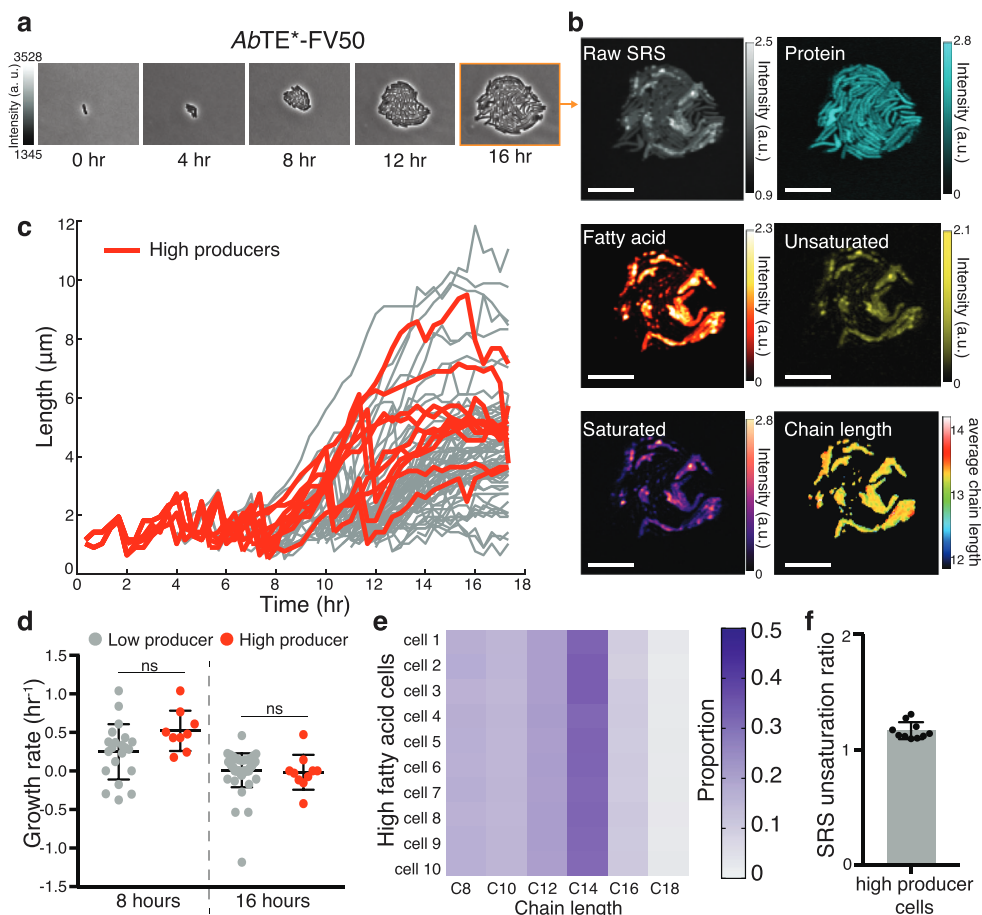 a
AbTE*-FV50
3528
Intensity (a. u.)
1345
0 hr
4 hr
8 hr
12 hr
16 hr
b
Raw SRS
2.5
Intensity (a.u.)
0.9
Protein
2.8
Intensity (a.u.)
0
Fatty acid
2.3
Intensity (a.u.)
0
Unsaturated
2.1
Intensity (a.u.)
0
Saturated
2.8
Intensity (a.u.)
0
Chain length
14
13
12
average chain length
c
High producers
Length (µm)
12
10
8
6
4
2
0
0 2 4 6 8 10 12 14 16 18
Time (hr)
d
Low producer
High producer
Growth rate (hr⁻¹)
1.5
1.0
0.5
0.0
-0.5
-1.0
-1.5
ns
ns
8 hours
16 hours
e
High fatty acid cells
cell 1
cell 2
cell 3
cell 4
cell 5
cell 6
cell 7
cell 8
cell 9
cell 10
C8 C10 C12 C14 C16 C18
Chain length
Proportion
0.5
0.4
0.3
0.2
0.1
0
f
SRS unsaturation ratio
2
1
0
high producer
cells